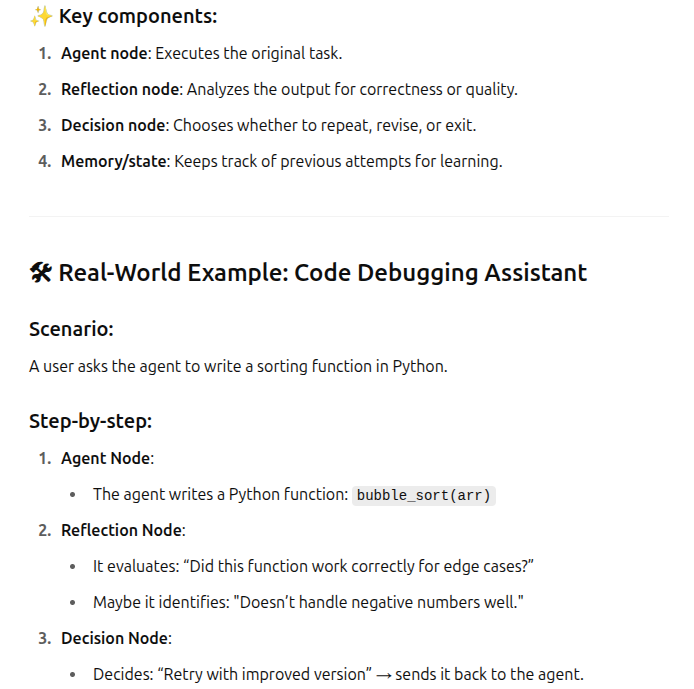 ✨ Key components:
1. Agent node: Executes the original task.
2. Reflection node: Analyzes the output for correctness or quality.
3. Decision node: Chooses whether to repeat, revise, or exit.
4. Memory/state: Keeps track of previous attempts for learning.
🛠 Real-World Example: Code Debugging Assistant
Scenario:
A user asks the agent to write a sorting function in Python.
Step-by-step:
1. Agent Node:
• The agent writes a Python function: bubble_sort(arr)
2. Reflection Node:
• It evaluates: “Did this function work correctly for edge cases?”
• Maybe it identifies: "Doesn’t handle negative numbers well."
3. Decision Node:
• Decides: “Retry with improved version” → sends it back to the agent.